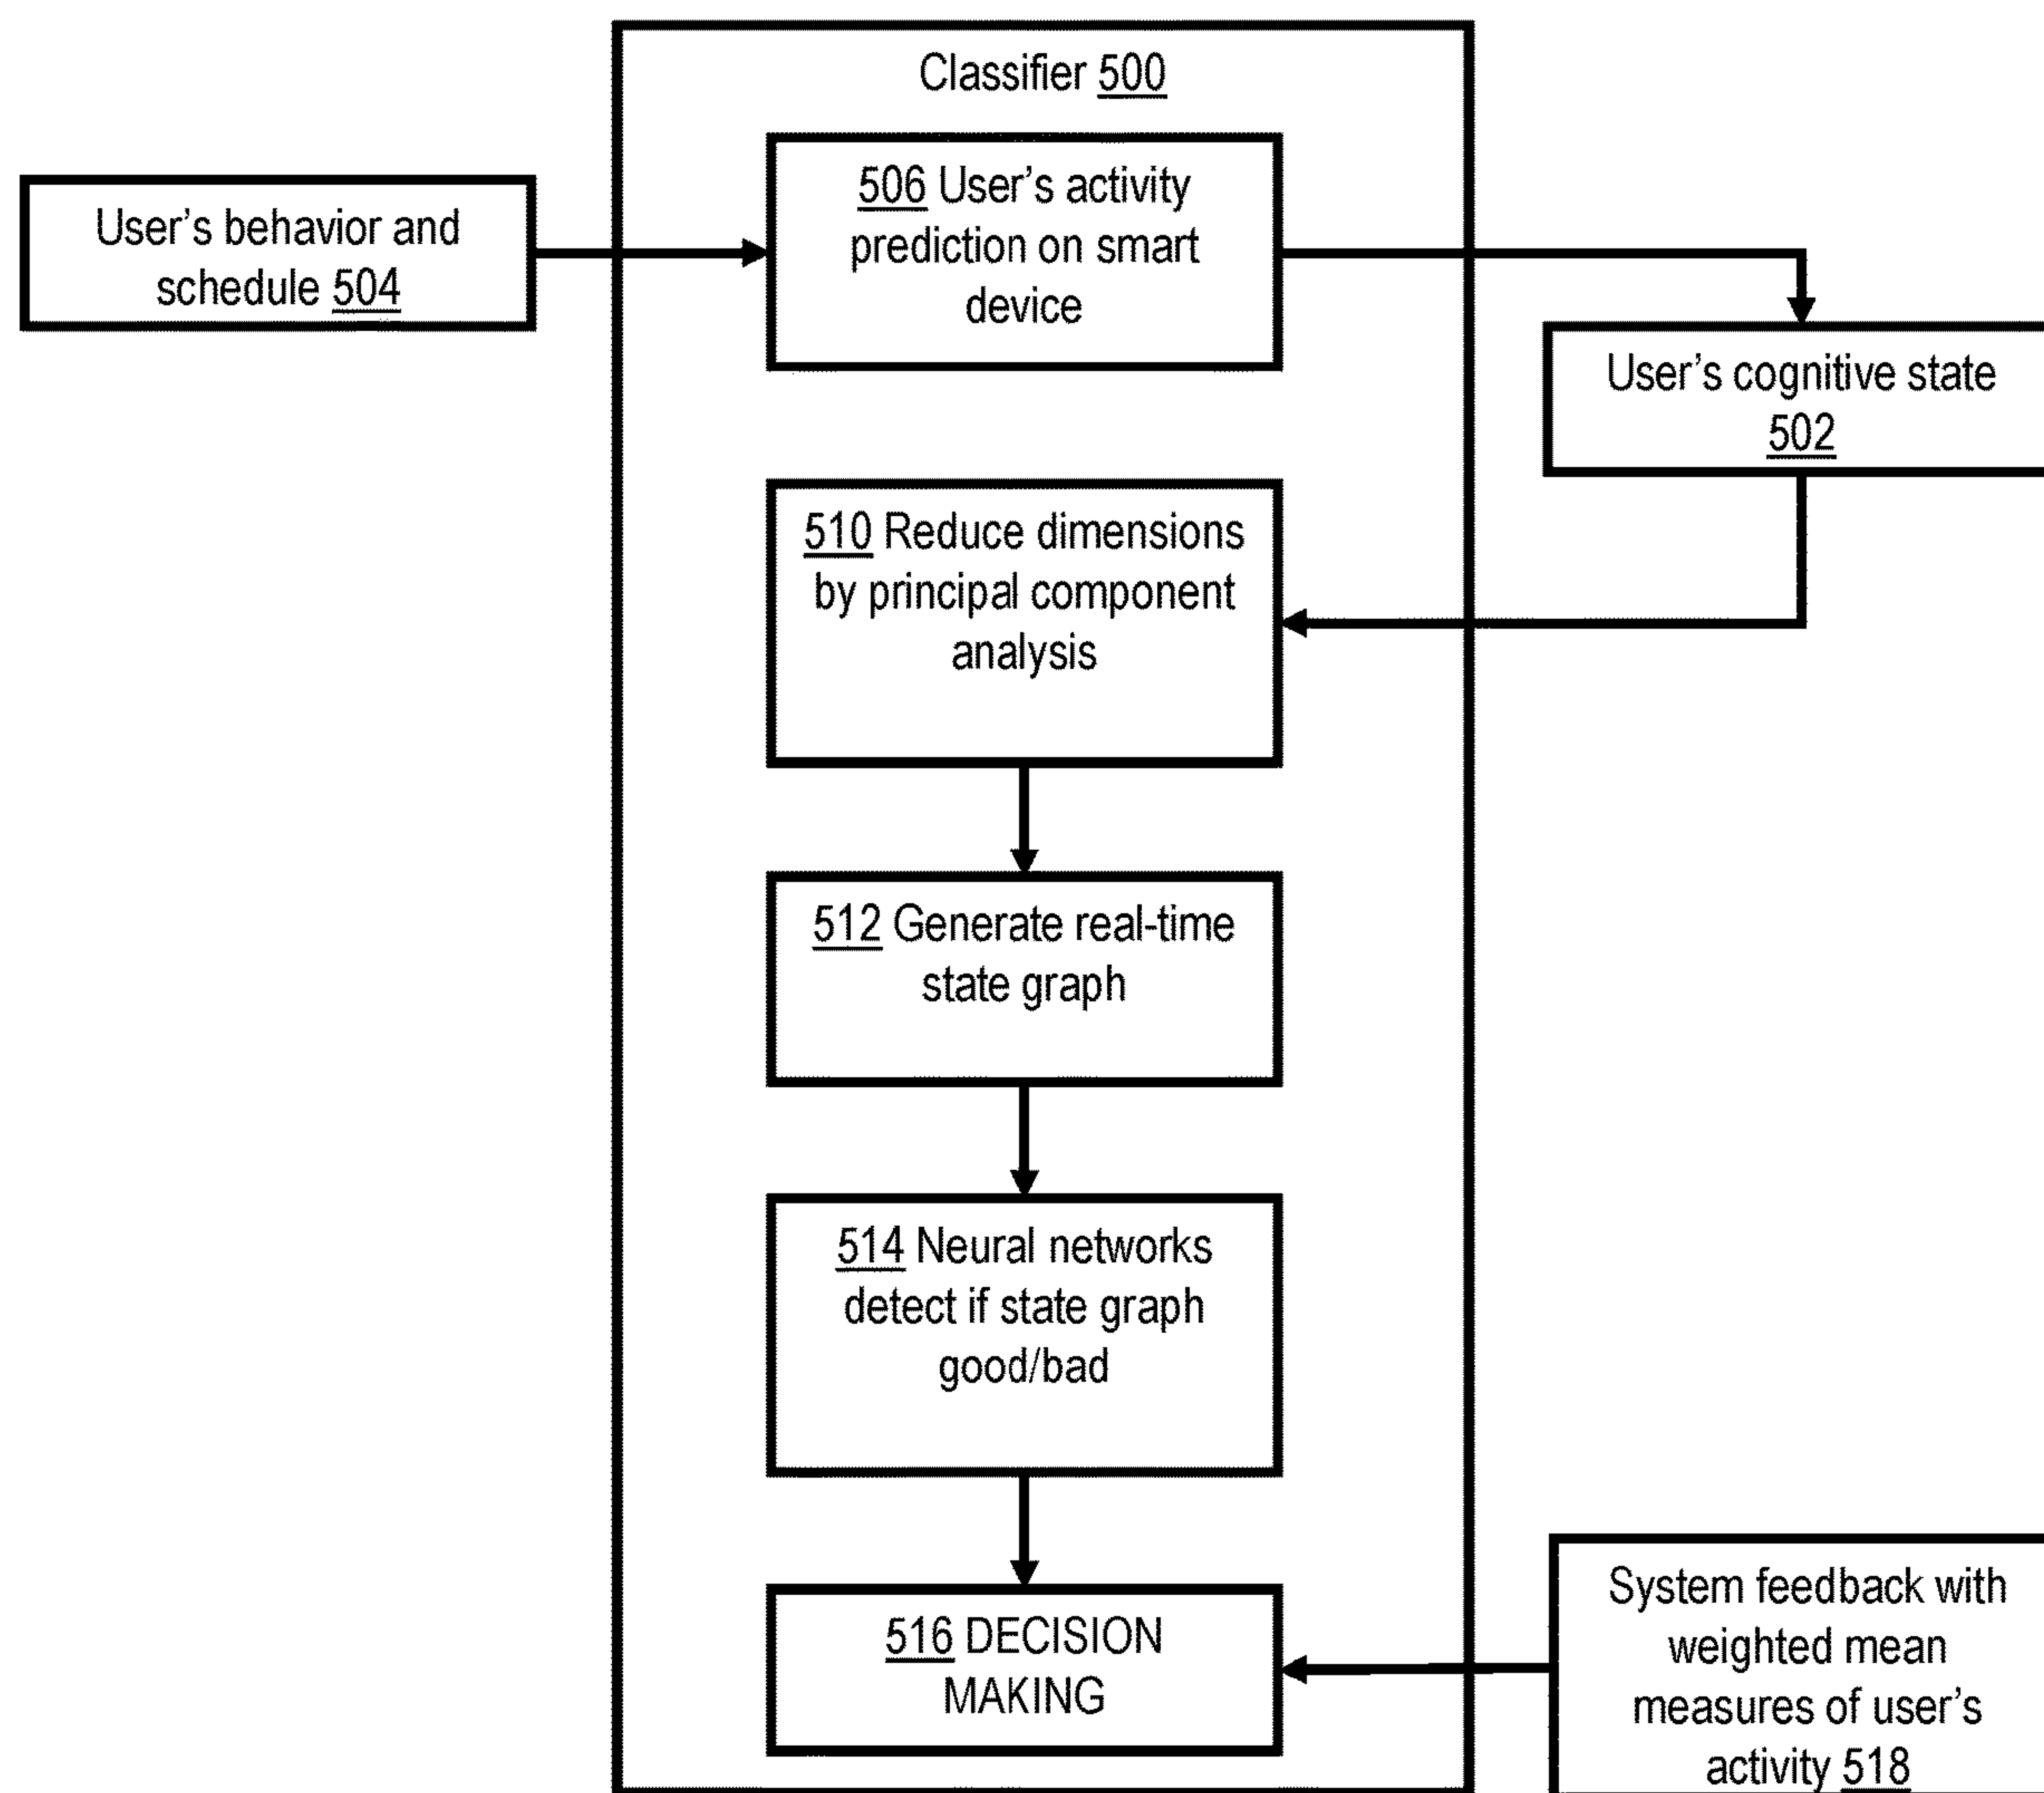 Classifier 500
User's behavior and
schedule 504
506 User's activity
prediction on smart
device
User's cognitive state
502
510 Reduce dimensions
by principal component
analysis
512 Generate real-time
state graph
514 Neural networks
detect if state graph
good/bad
516 DECISION
MAKING
System feedback with
weighted mean
measures of user's
activity 518